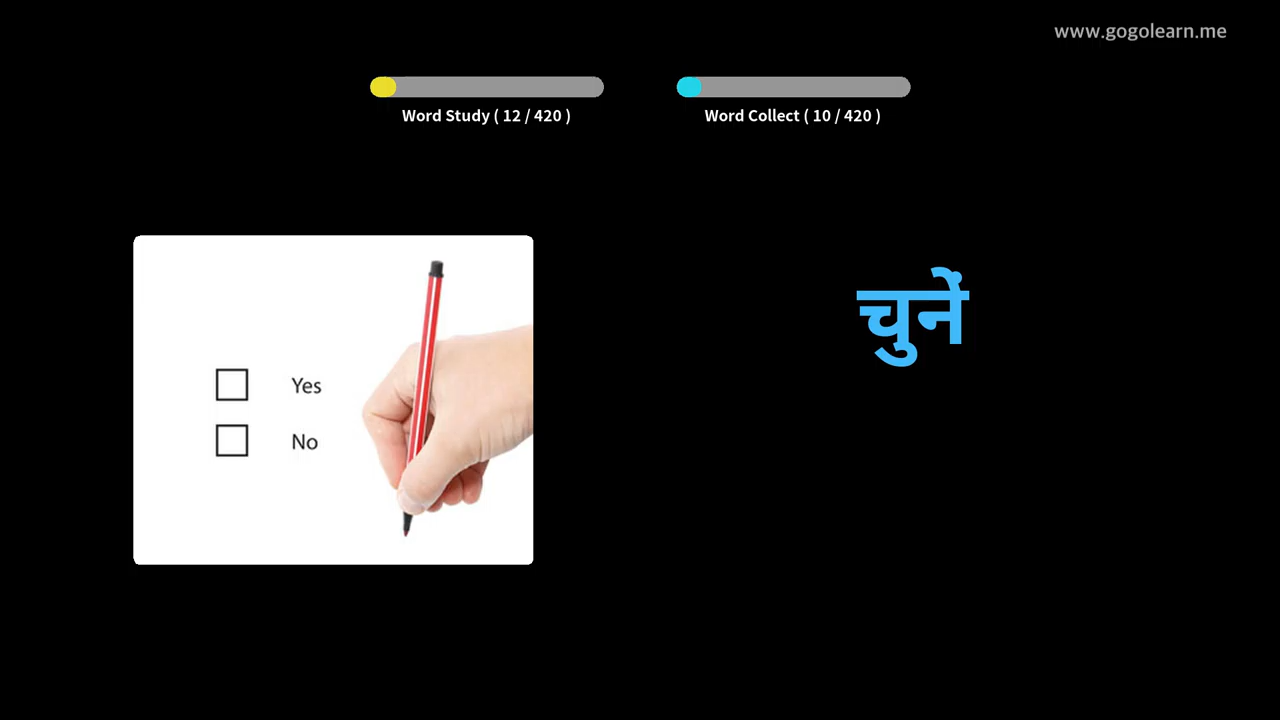 www.gogolearn.me
Word Study ( 12 / 420 )
Word Collect ( 10 / 420 )
Yes
No
चुनें